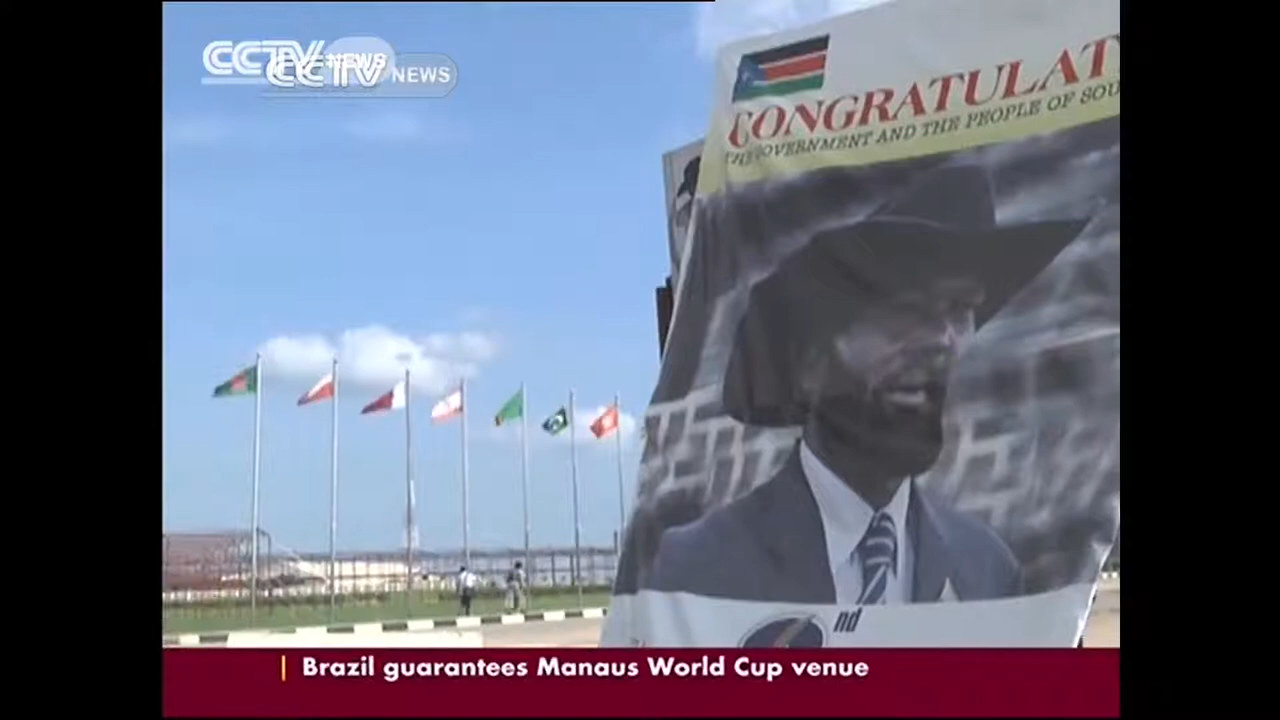 CCTV NEWS
CCTV NEWS
CONGRATULAT
THE GOVERNMENT AND THE PEOPLE OF SOU
nd
Brazil guarantees Manaus World Cup venue